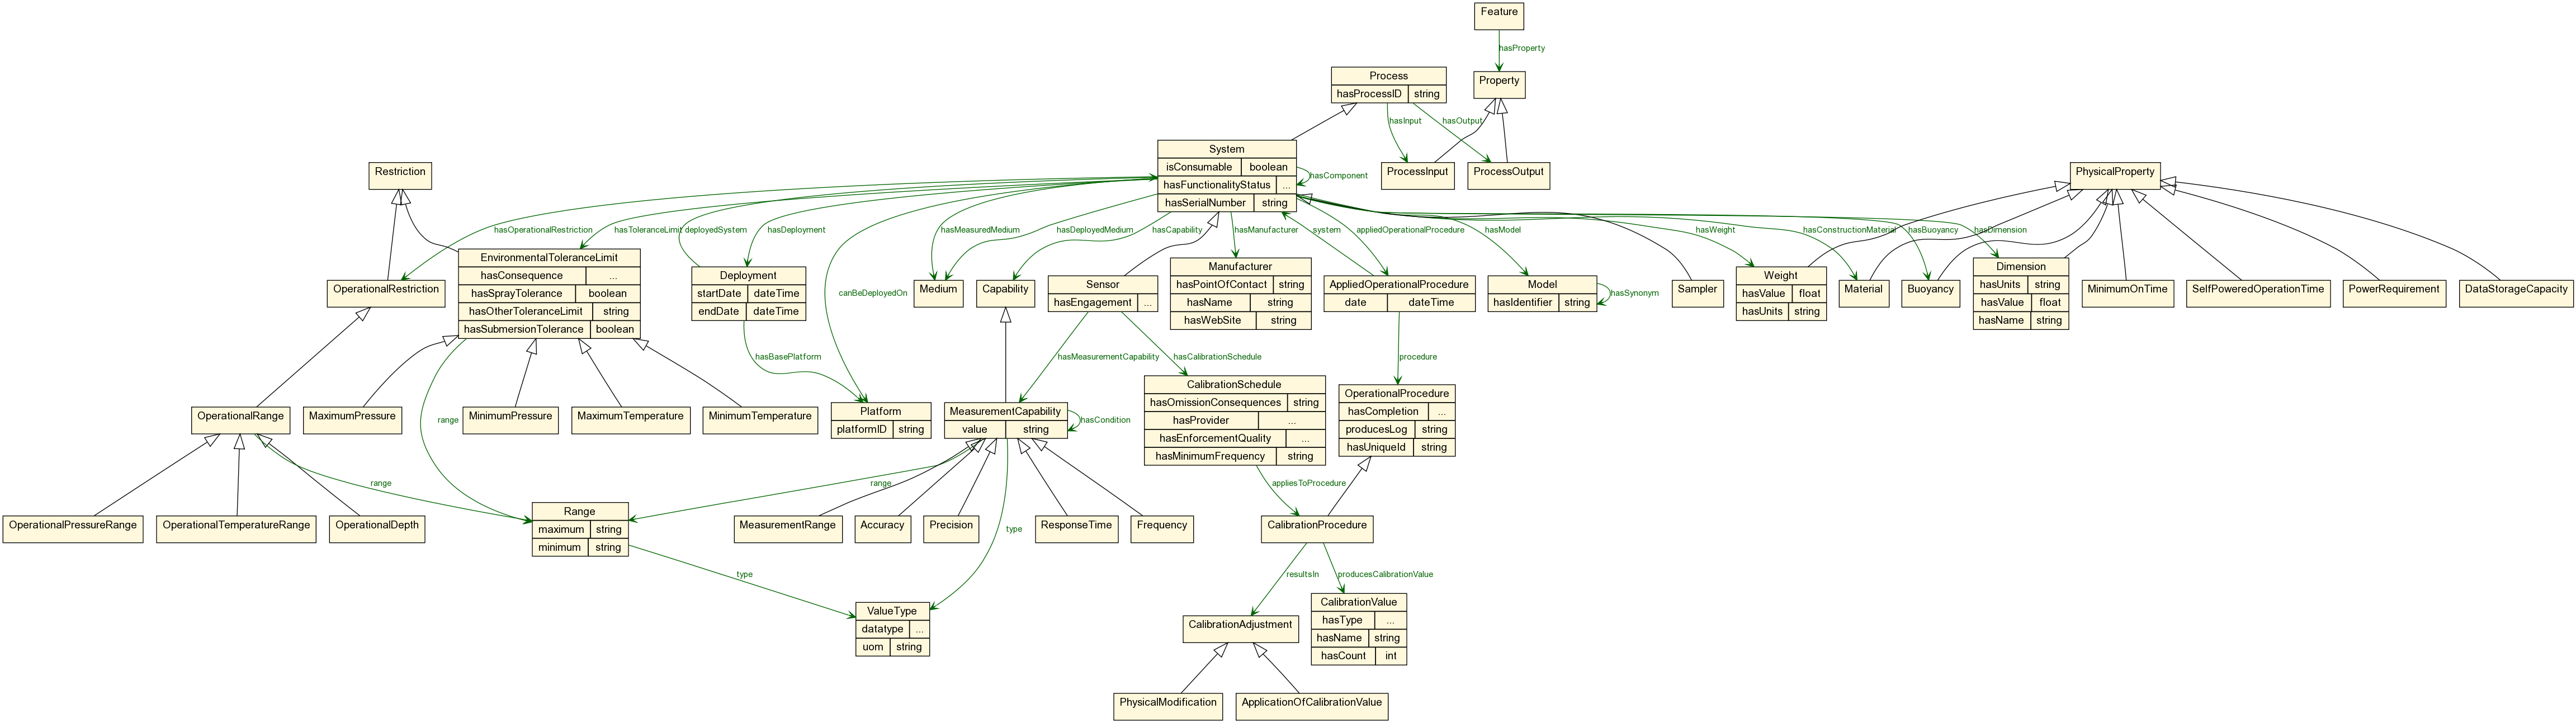 Feature
hasProperty
Process
hasProcessID string
Property
hasInput
hasOutput
System
isConsumable boolean
hasFunctionalityStatus ...
hasSerialNumber string
hasComponent
ProcessInput
ProcessOutput
Restriction
PhysicalProperty
hasOperationalRestriction
hasToleranceLimit
deployedSystem
hasDeployment
hasMeasuredMedium
hasDeployedMedium
hasCapability
hasManufacturer
system
appliedOperationalProcedure
hasModel
hasWeight
hasConstructionMaterial
hasBuoyancy
hasDimension
OperationalRestriction
EnvironmentalToleranceLimit
hasConsequence ...
hasSprayTolerance boolean
hasOtherToleranceLimit string
hasSubmersionTolerance boolean
Deployment
startDate dateTime
endDate dateTime
canBeDeployedOn
Medium
Capability
Sensor
hasEngagement ...
Manufacturer
hasPointOfContact string
hasName string
hasWebSite string
AppliedOperationalProcedure
date dateTime
Model
hasIdentifier string
hasSynonym
Sampler
Weight
hasValue float
hasUnits string
Material
Buoyancy
Dimension
hasUnits string
hasValue float
hasName string
MinimumOnTime
SelfPoweredOperationTime
PowerRequirement
DataStorageCapacity
hasBasePlatform
hasMeasurementCapability
hasCalibrationSchedule
procedure
OperationalRange
MaximumPressure
range
MinimumPressure
MaximumTemperature
MinimumTemperature
Platform
platformID string
MeasurementCapability
value string
hasCondition
CalibrationSchedule
hasOmissionConsequences string
hasProvider ...
hasEnforcementQuality ...
hasMinimumFrequency string
OperationalProcedure
hasCompletion ...
producesLog string
hasUniqueId string
range
range
appliesToProcedure
OperationalPressureRange
OperationalTemperatureRange
OperationalDepth
Range
maximum string
minimum string
MeasurementRange
Accuracy
Precision
type
ResponseTime
Frequency
CalibrationProcedure
type
resultsIn
producesCalibrationValue
ValueType
datatype ...
uom string
CalibrationAdjustment
CalibrationValue
hasType ...
hasName string
hasCount int
PhysicalModification
ApplicationOfCalibrationValue